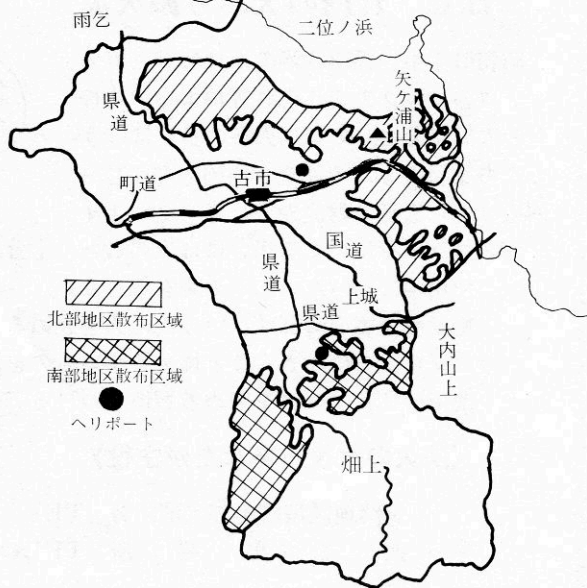 雨乞
二位ノ浜
県道
矢ケ浦山
町道
古市
国道
県道
上城
県道
大内山上
畑上
北部地区散布区域
南部地区散布区域
ヘリポート